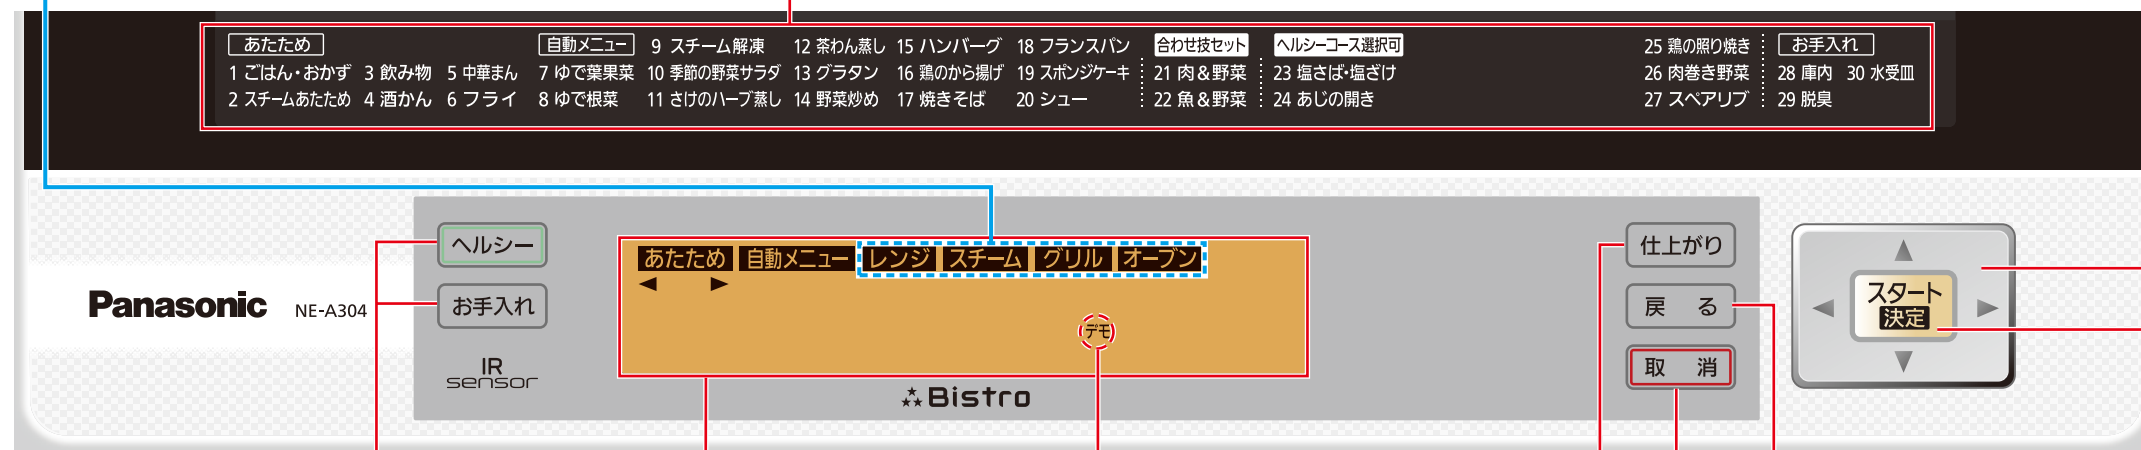 あたため 自動メニュー 9 スチーム解凍 12 茶わん蒸し 15 ハンバーグ 18 フランスパン 合わせ技セット ヘルシーコース選択可 25 鶏の照り焼き お手入れ
1 ごはん・おかず 3 飲み物 5 中華まん 7 ゆで葉果菜 10 季節の野菜サラダ 13 グラタン 16 鶏のから揚げ 19 スポンジケーキ 21 肉&野菜 23 塩さば・塩ざけ 26 肉巻き野菜 28 庫内 30 水受皿
2 スチームあたため 4 酒かん 6 フライ 8 ゆで根菜 11 さけのハーブ蒸し 14 野菜炒め 17 焼きそば 20 シュー 22 魚&野菜 24 あじの開き 27 スペアリブ 29 脱臭
ヘルシー
お手入れ
Panasonic NE-A304
IR
sensor
あたため 自動メニュー レンジ スチーム グリル オーブン
デモ
Bistro
仕上がり
戻る
取消
スタート
決定